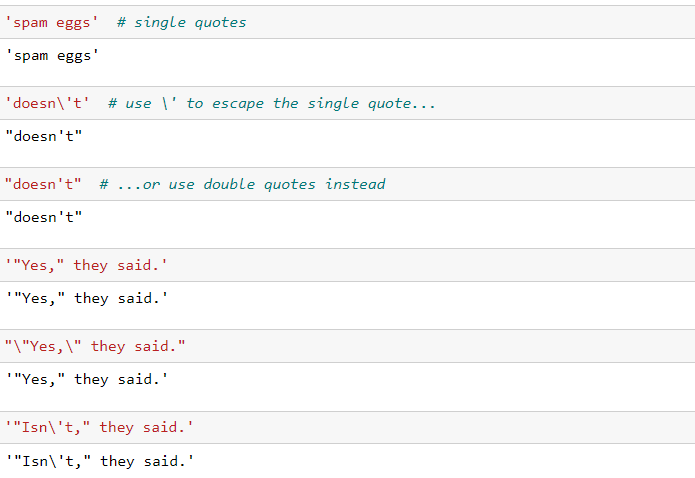 'spam eggs'  # single quotes
'spam eggs'
'doesn\'t'  # use \' to escape the single quote...
"doesn't"
"doesn't"  # ...or use double quotes instead
"doesn't"
'"Yes," they said.'
'"Yes," they said.'
"\"Yes,\" they said."
'"Yes," they said.'
'"Isn\'t," they said.'
'"Isn\'t," they said.'